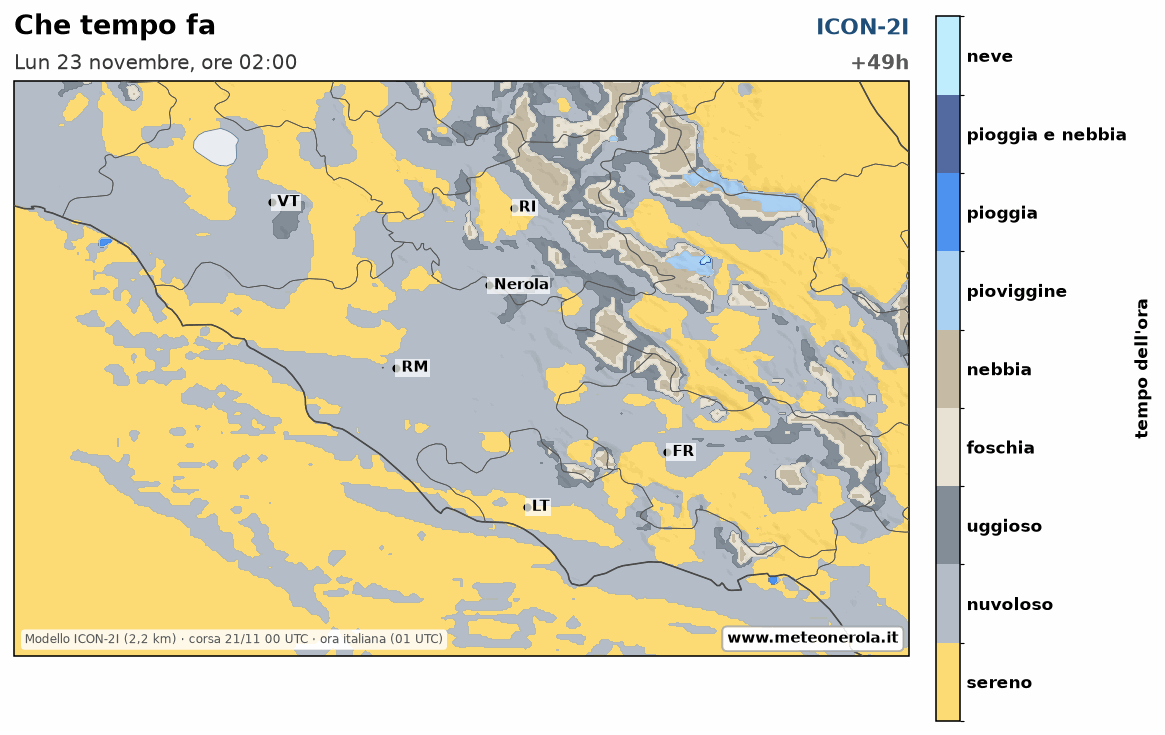 Che tempo fa
ICON-2I
Lun 23 novembre, ore 02:00
+49h
neve
pioggia e nebbia
pioggia
pioviggine
nebbia
foschia
uggioso
nuvoloso
sereno
tempo dell'ora
VT
RI
Nerola
RM
FR
LT
Modello ICON-2I (2,2 km) · corsa 21/11 00 UTC · ora italiana (01 UTC)
www.meteonerola.it